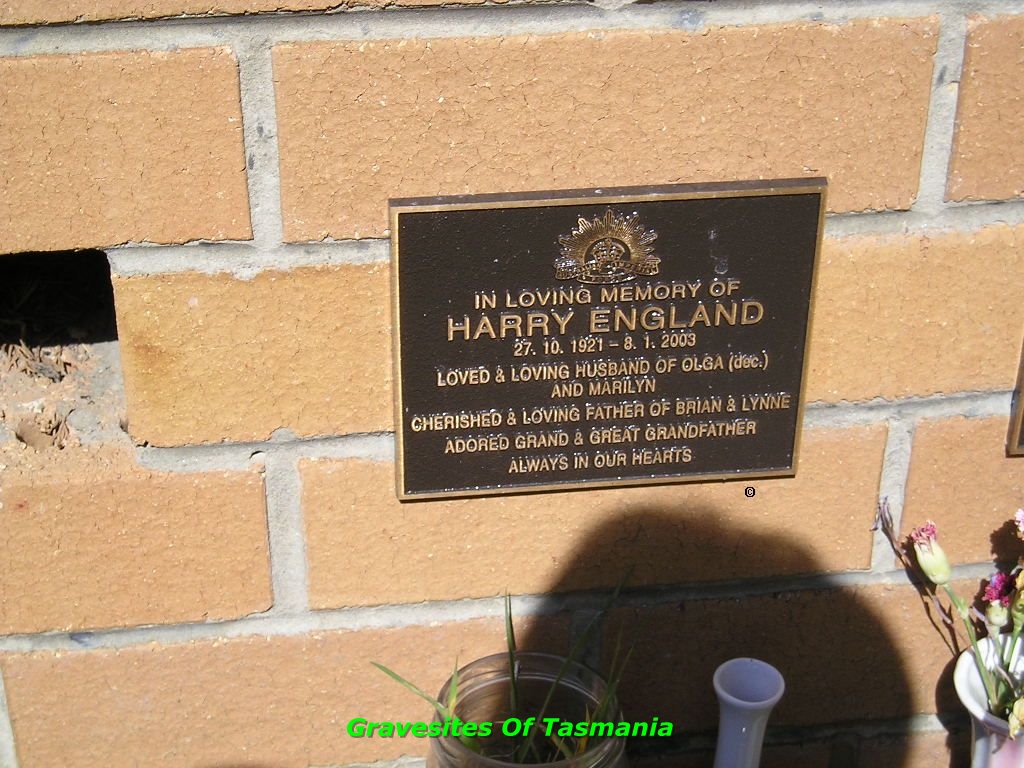 IN LOVING MEMORY OF
HARRY ENGLAND
27. 10. 1921 – 8. 1. 2003
LOVED & LOVING HUSBAND OF OLGA (dec.)
AND MARILYN
CHERISHED & LOVING FATHER OF BRIAN & LYNNE
ADORED GRAND & GREAT GRANDFATHER
ALWAYS IN OUR HEARTS
©
Gravesites Of Tasmania